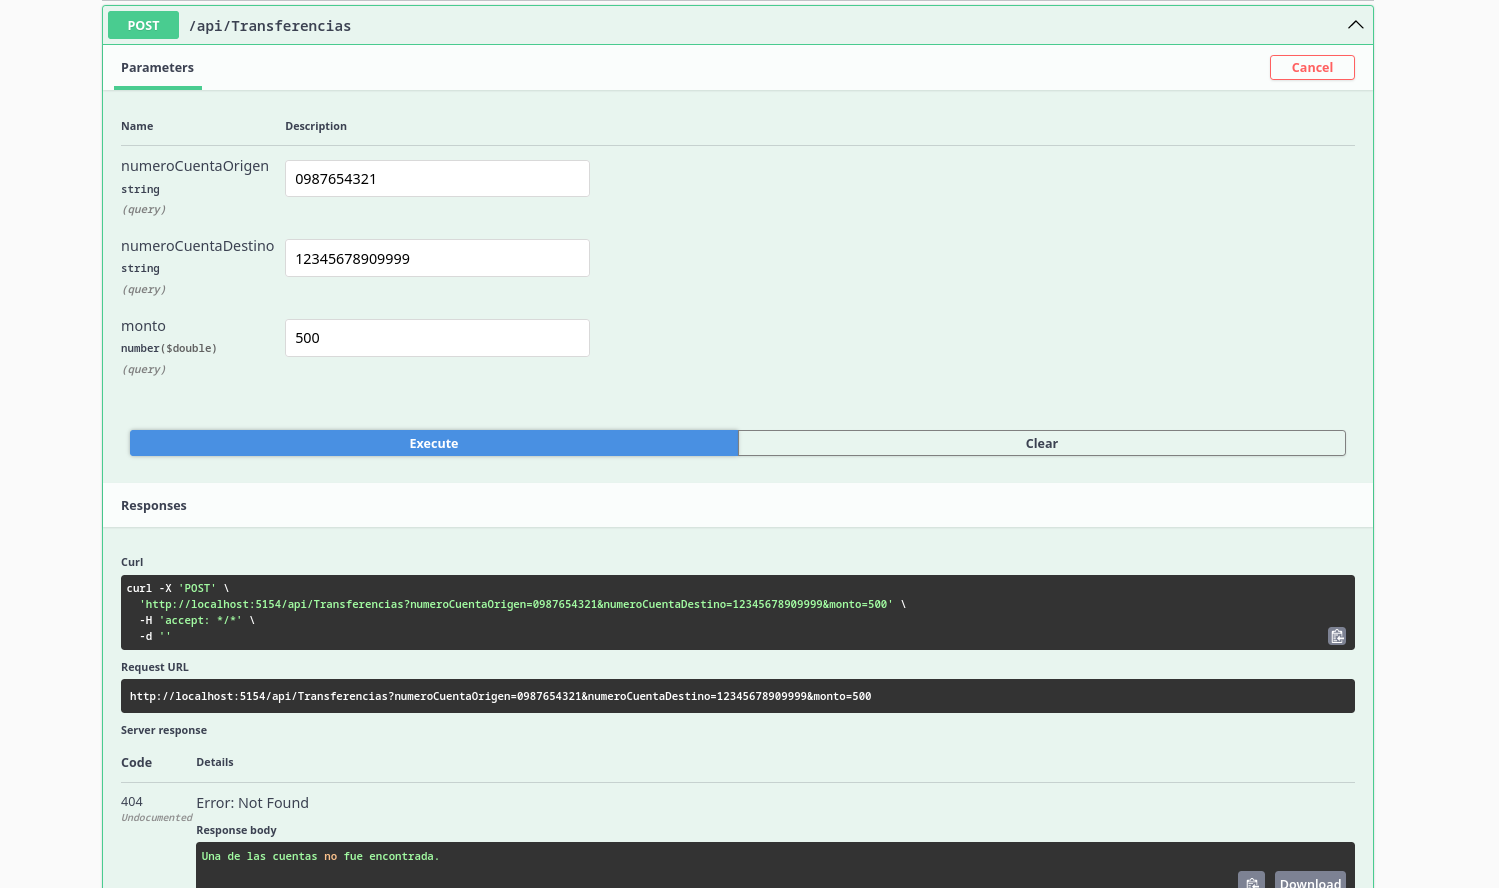 POST /api/Transferencias
Parameters
Cancel
Name Description
numeroCuentaOrigen
string
(query)
0987654321
numeroCuentaDestino
string
(query)
12345678909999
monto
number($double)
(query)
500
Execute
Clear
Responses
Curl
curl -X 'POST' \
'http://localhost:5154/api/Transferencias?numeroCuentaOrigen=0987654321&numeroCuentaDestino=12345678909999&monto=500' \
-H 'accept: */*' \
-d ''
Request URL
http://localhost:5154/api/Transferencias?numeroCuentaOrigen=0987654321&numeroCuentaDestino=12345678909999&monto=500
Server response
Code Details
404
Undocumented
Error: Not Found
Response body
Una de las cuentas no fue encontrada.
Download